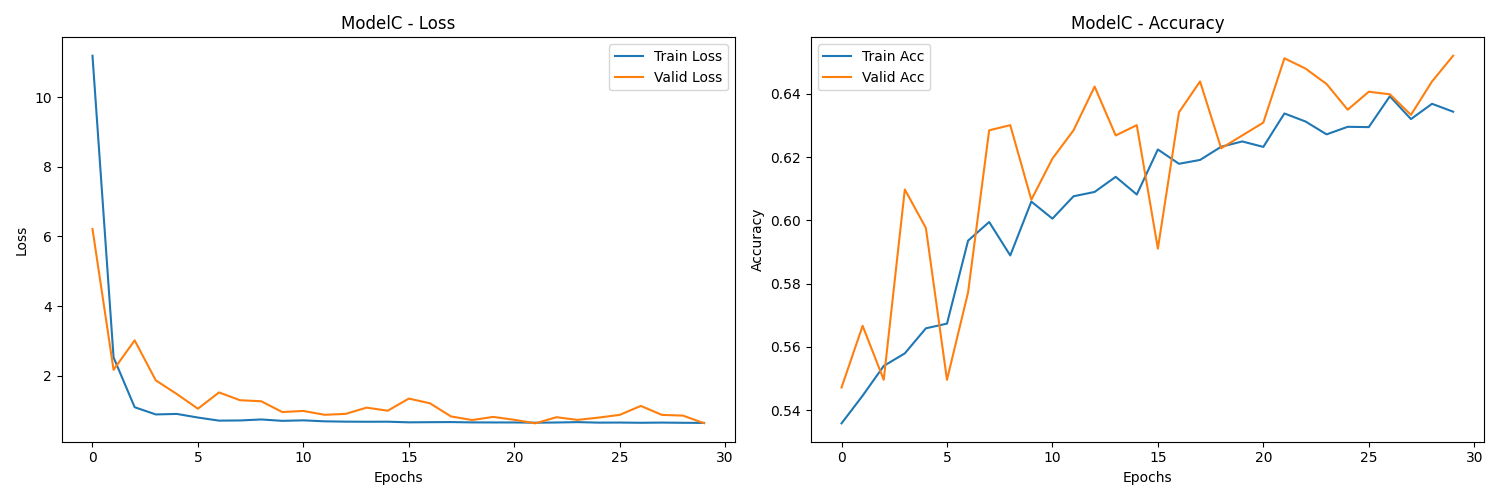 ModelC - Loss
Train Loss
Valid Loss
10
8
6
4
2
Loss
0 5 10 15 20 25 30
Epochs
ModelC - Accuracy
Train Acc
Valid Acc
0.64
0.62
0.60
0.58
0.56
0.54
Accuracy
0 5 10 15 20 25 30
Epochs